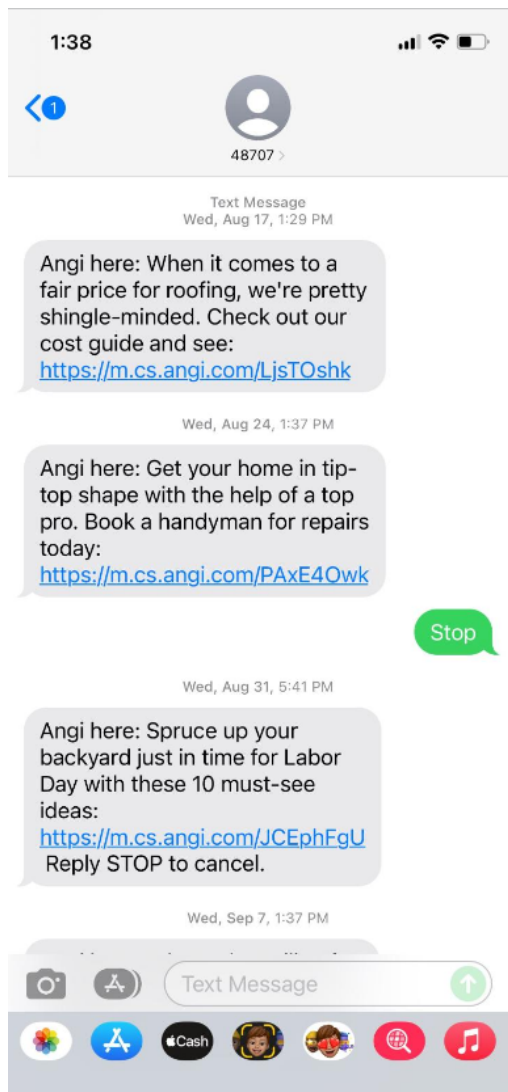 1:38
1
48707
Text Message
Wed, Aug 17, 1:29 PM
Angi here: When it comes to a
fair price for roofing, we're pretty
shingle-minded. Check out our
cost guide and see:
https://m.cs.angi.com/LjsTOshk
Wed, Aug 24, 1:37 PM
Angi here: Get your home in tip-
top shape with the help of a top
pro. Book a handyman for repairs
today:
https://m.cs.angi.com/PAxE4Owk
Stop
Wed, Aug 31, 5:41 PM
Angi here: Spruce up your
backyard just in time for Labor
Day with these 10 must-see
ideas:
https://m.cs.angi.com/JCEphFgU
Reply STOP to cancel.
Wed, Sep 7, 1:37 PM
Text Message
Cash